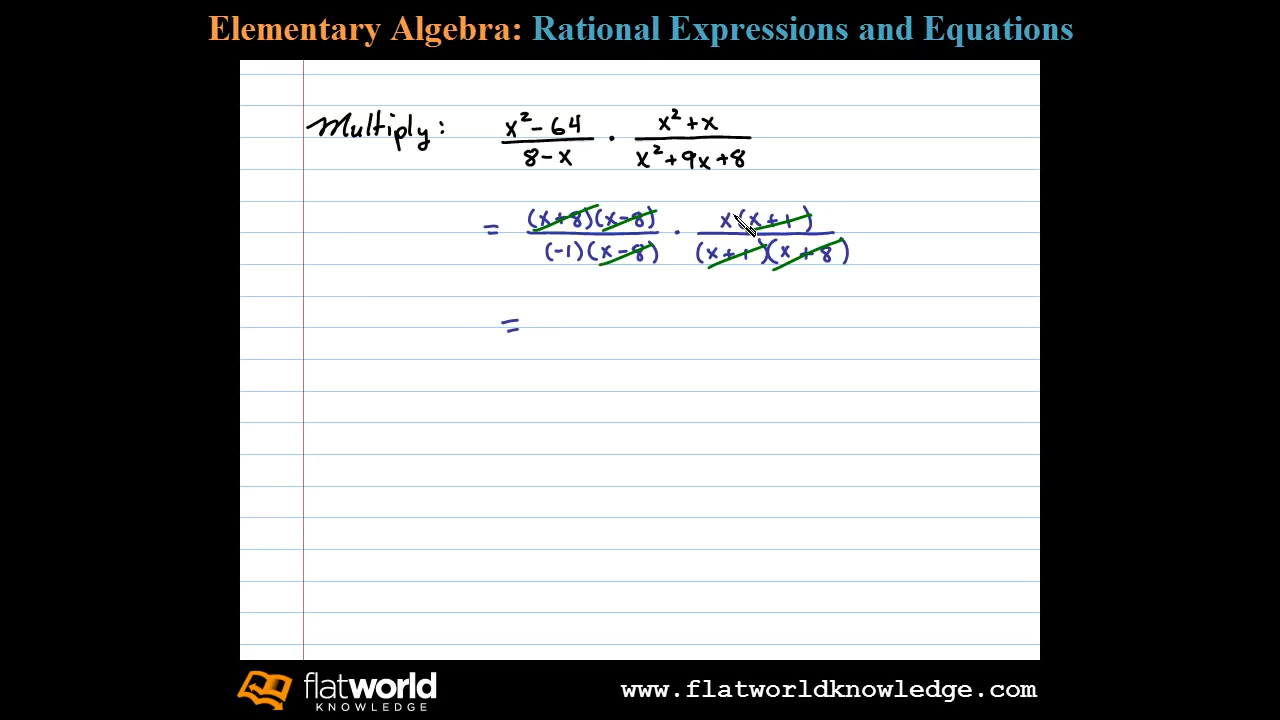 Elementary Algebra: Rational Expressions and Equations
Multiply: (x² - 64)/(8 - x) · (x² + x)/(x² + 9x + 8)
= ((x + 8)(x - 8))/((-1)(x - 8)) · (x(x + 1))/((x + 1)(x + 8))
=
flatworld
KNOWLEDGE
www.flatworldknowledge.com